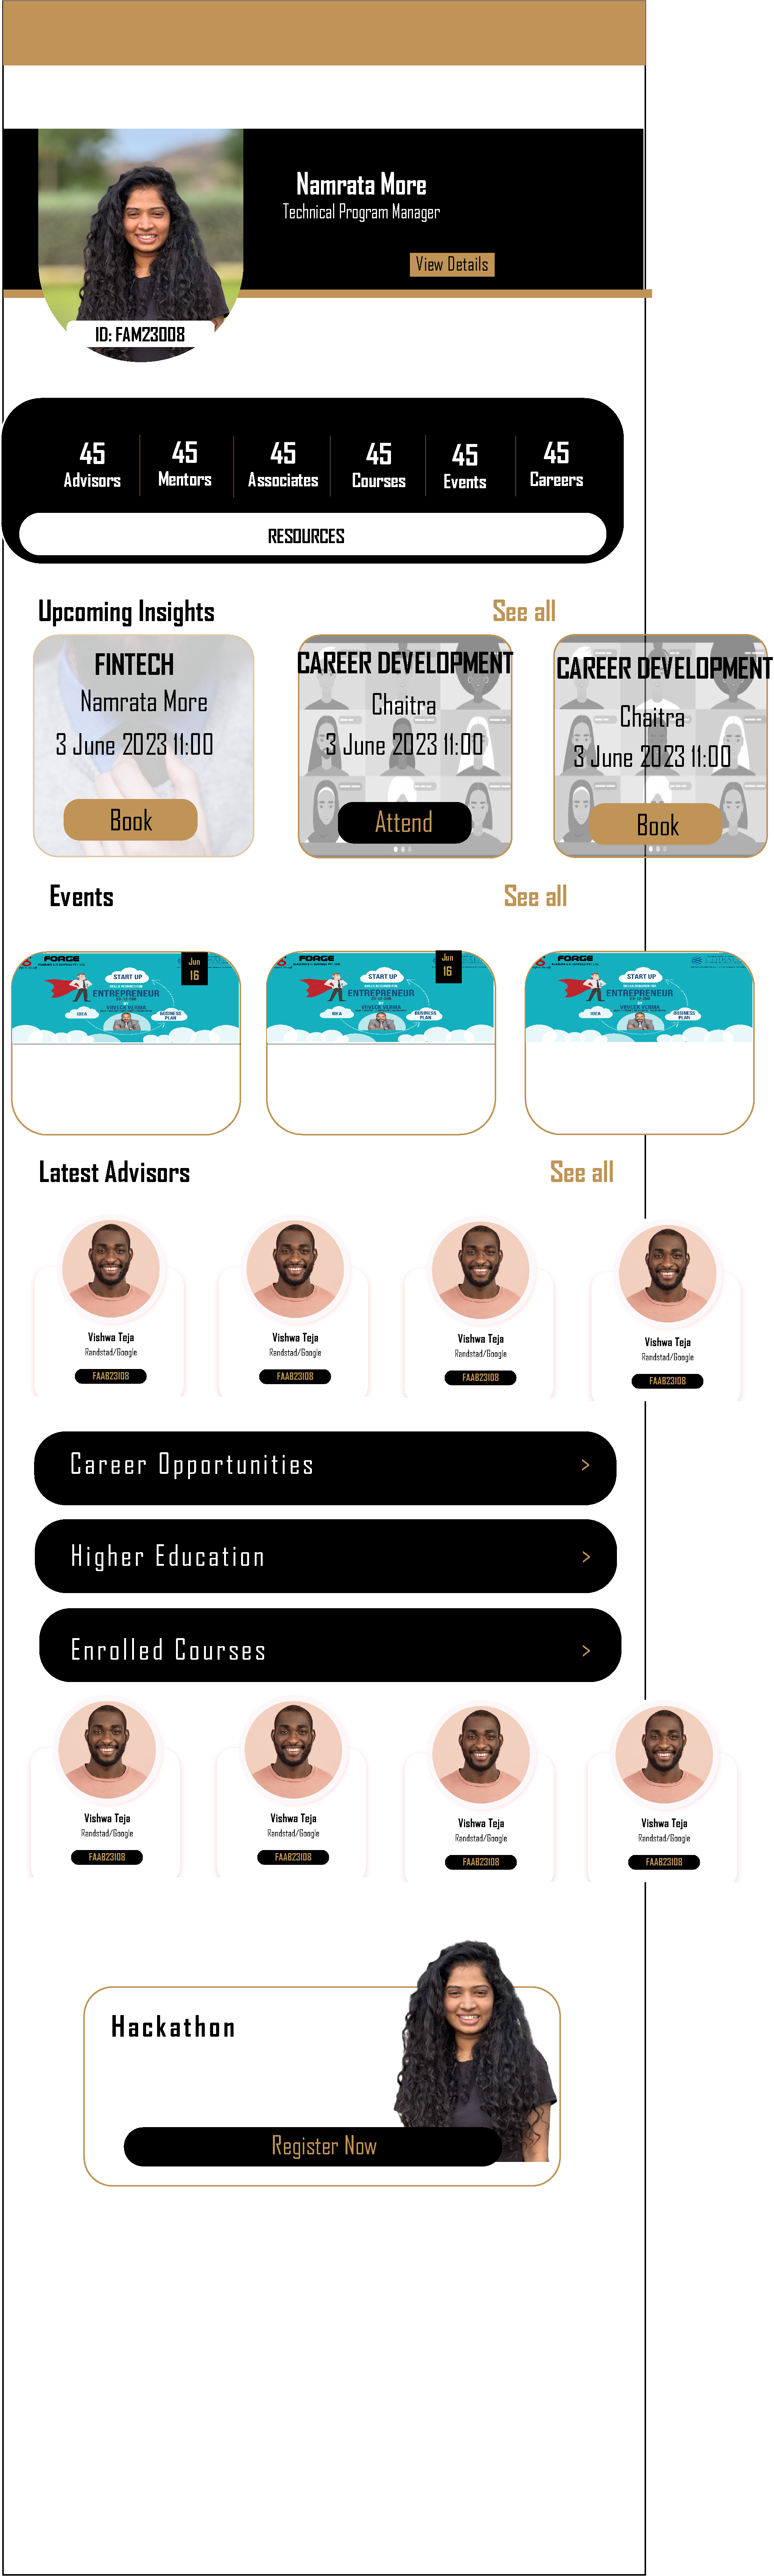 Namrata More
Technical Program Manager
View Details
ID: FAM23008
45 45 45 45 45 45
Advisors Mentors Associates Courses Events Careers
RESOURCES
Upcoming Insights See all
FINTECH
Namrata More
3 June 2023 11:00
Book
CAREER DEVELOPMENT
Chaitra
3 June 2023 11:00
Attend
CAREER DEVELOPMENT
Chaitra
3 June 2023 11:00
Book
Events See all
FORGE
Jun
16
START UP
ENTREPRENEUR
IDEA
BUSINESS
PLAN
FORGE
Jun
16
START UP
ENTREPRENEUR
IDEA
BUSINESS
PLAN
FORGE
START UP
ENTREPRENEUR
IDEA
BUSINESS
PLAN
Latest Advisors See all
Vishwa Teja
Randstad/Google
FAAB23108
Vishwa Teja
Randstad/Google
FAAB23108
Vishwa Teja
Randstad/Google
FAAB23108
Vishwa Teja
Randstad/Google
FAAB23108
Career Opportunities >
Higher Education >
Enrolled Courses >
Vishwa Teja
Randstad/Google
FAAB23108
Vishwa Teja
Randstad/Google
FAAB23108
Vishwa Teja
Randstad/Google
FAAB23108
Vishwa Teja
Randstad/Google
FAAB23108
Hackathon
Register Now